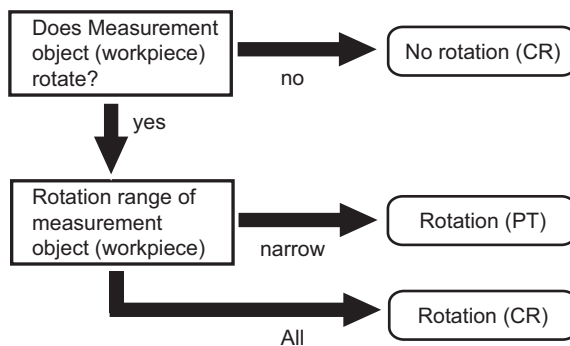 Does Measurement
object (workpiece)
rotate?
no
No rotation (CR)
yes
Rotation range of
measurement
object (workpiece)
narrow
Rotation (PT)
All
Rotation (CR)